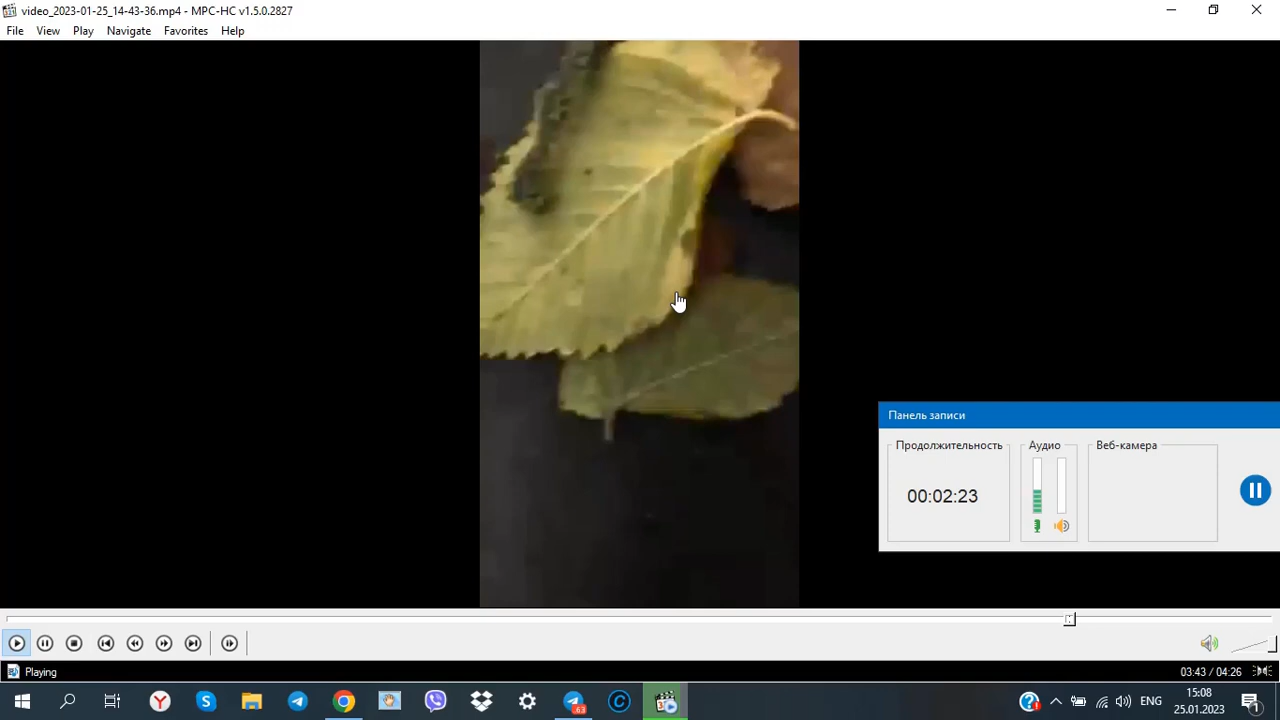 video_2023-01-25_14-43-36.mp4 - MPC-HC v1.5.0.2827
File View Play Navigate Favorites Help
Панель записи
Продолжительность Аудио Веб-камера
00:02:23
Playing 03:43 / 04:26
63 ENG 15:08
25.01.2023 1